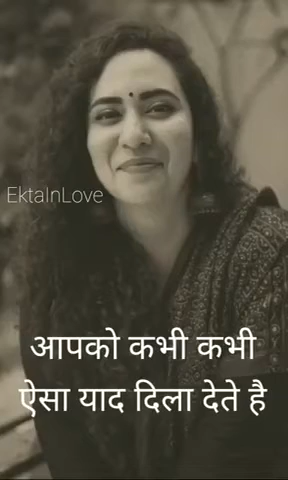 EktaInLove
आपको कभी कभी
ऐसा याद दिला देते है